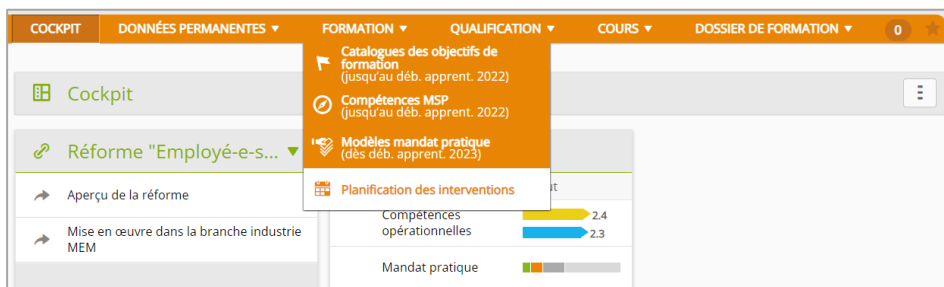 COCKPIT DONNÉES PERMANENTES ▼ FORMATION ▼ QUALIFICATION ▼ COURS ▼ DOSSIER DE FORMATION ▼ 0
Catalogues des objectifs de
formation
(jusqu'au déb. apprent. 2022)
Compétences MSP
(jusqu'au déb. apprent. 2022)
Modèles mandat pratique
(dès déb. apprent. 2023)
Planification des interventions
Cockpit
Réforme "Employé-e-s... ▼
Aperçu de la réforme
Mise en œuvre dans la branche industrie
MEM
Compétences
opérationnelles
2.4
2.3
Mandat pratique